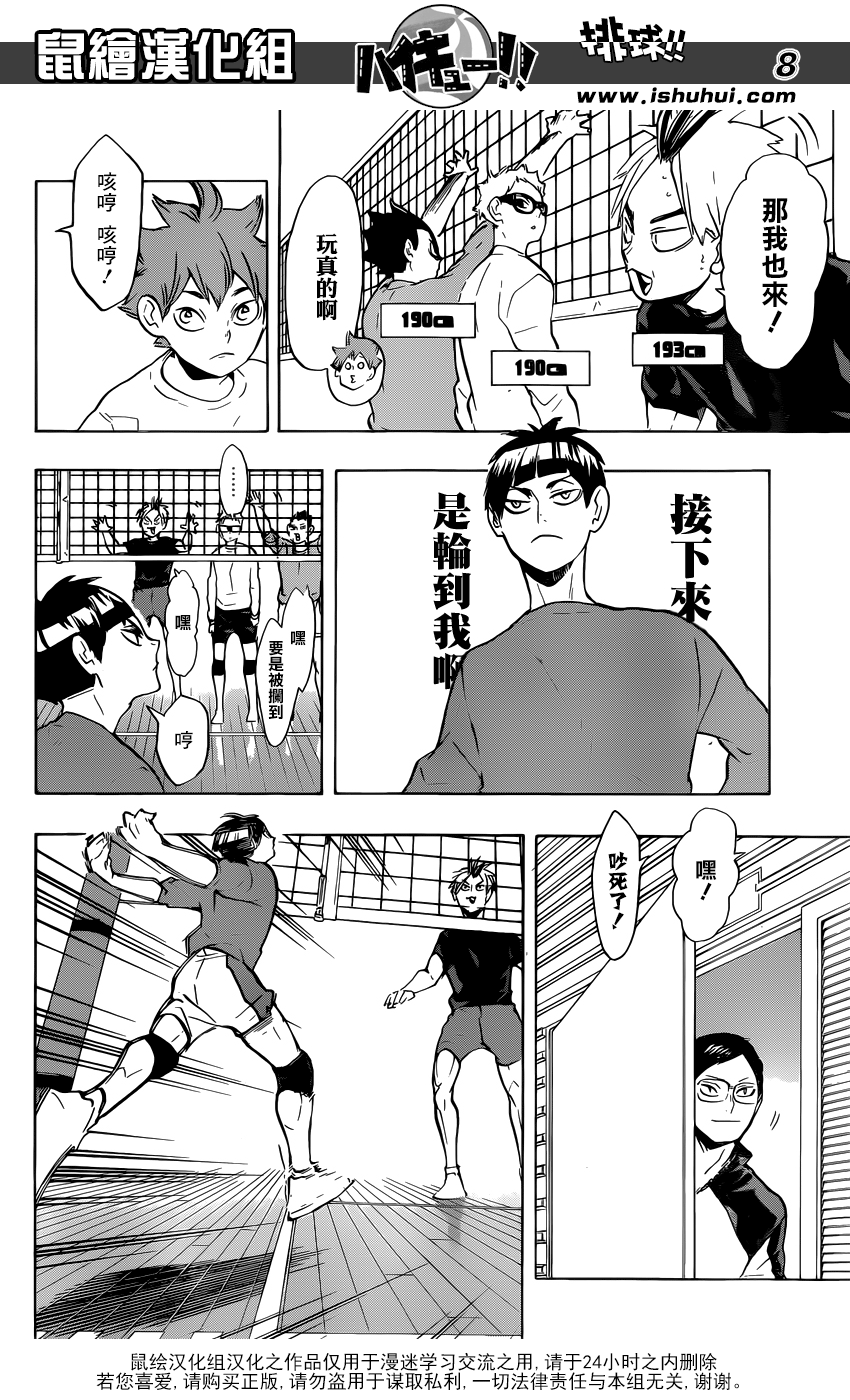 鼠繪漢化組
ハイキュー!!
排球!!
8
www.ishuhui.com
那我也來！
193cm
190cm
190cm
玩真的啊
咳哼 咳哼！
接下來
是輪到我啊
……
嘿
嘿
要是被攔到
哼
嘿！
吵死了！
鼠绘汉化组汉化之作品仅用于漫迷学习交流之用, 请于24小时之内删除
若您喜爱, 请购买正版, 请勿盗用于谋取私利, 一切法律责任与本组无关, 谢谢。